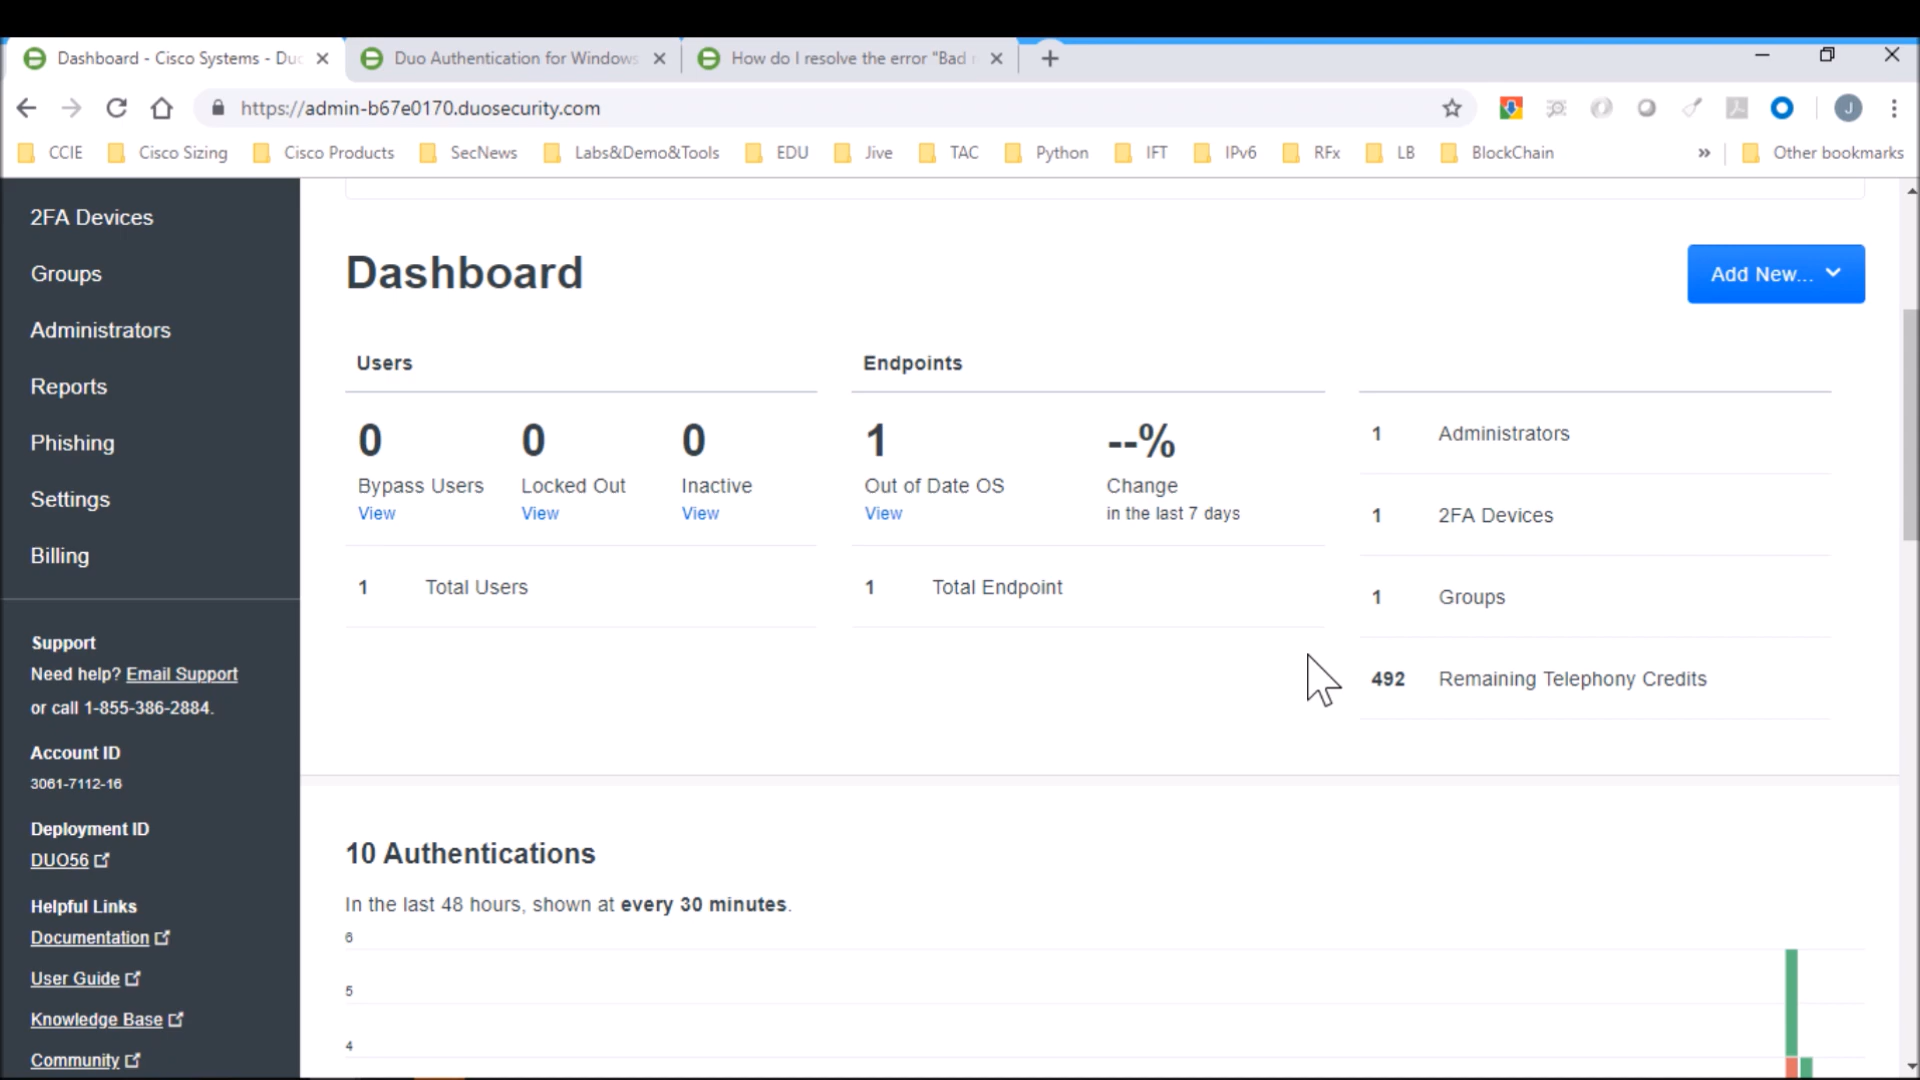 Dashboard - Cisco Systems - Du
Duo Authentication for Windows
How do I resolve the error "Bad
https://admin-b67e0170.duosecurity.com
J
CCIE
Cisco Sizing
Cisco Products
SecNews
Labs&Demo&Tools
EDU
Jive
TAC
Python
IFT
IPv6
RFx
LB
BlockChain
»
Other bookmarks
2FA Devices
Groups
Administrators
Reports
Phishing
Settings
Billing
Support
Need help? Email Support
or call 1-855-386-2884.
Account ID
3061-7112-16
Deployment ID
DUO56
Helpful Links
Documentation
User Guide
Knowledge Base
Community
Dashboard
Add New...
Users
0
Bypass Users
View
0
Locked Out
View
0
Inactive
View
1 Total Users
Endpoints
1
Out of Date OS
View
--%
Change
in the last 7 days
1 Total Endpoint
1 Administrators
1 2FA Devices
1 Groups
492 Remaining Telephony Credits
10 Authentications
In the last 48 hours, shown at every 30 minutes.
6
5
4